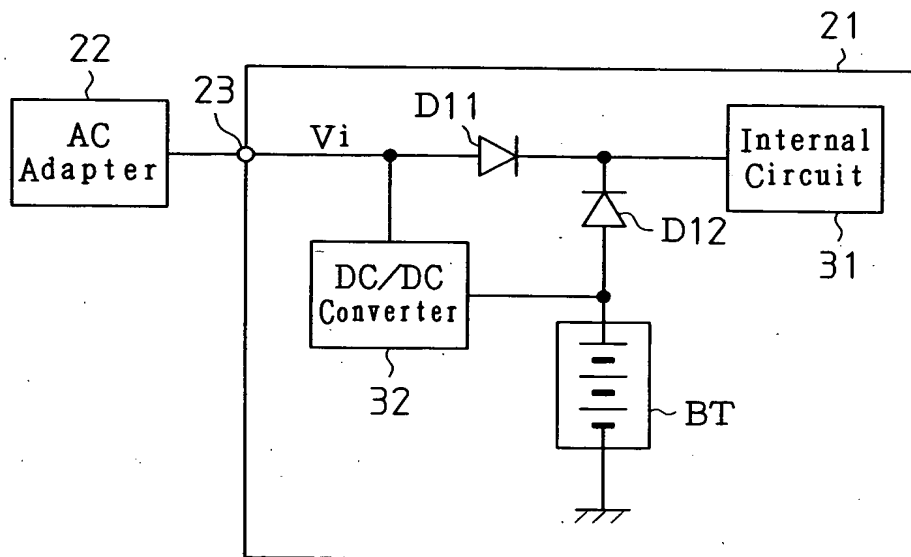 21
22
23
D11
AC
Adapter
Vi
Internal
Circuit
D12
31
DC/DC
Converter
32
BT